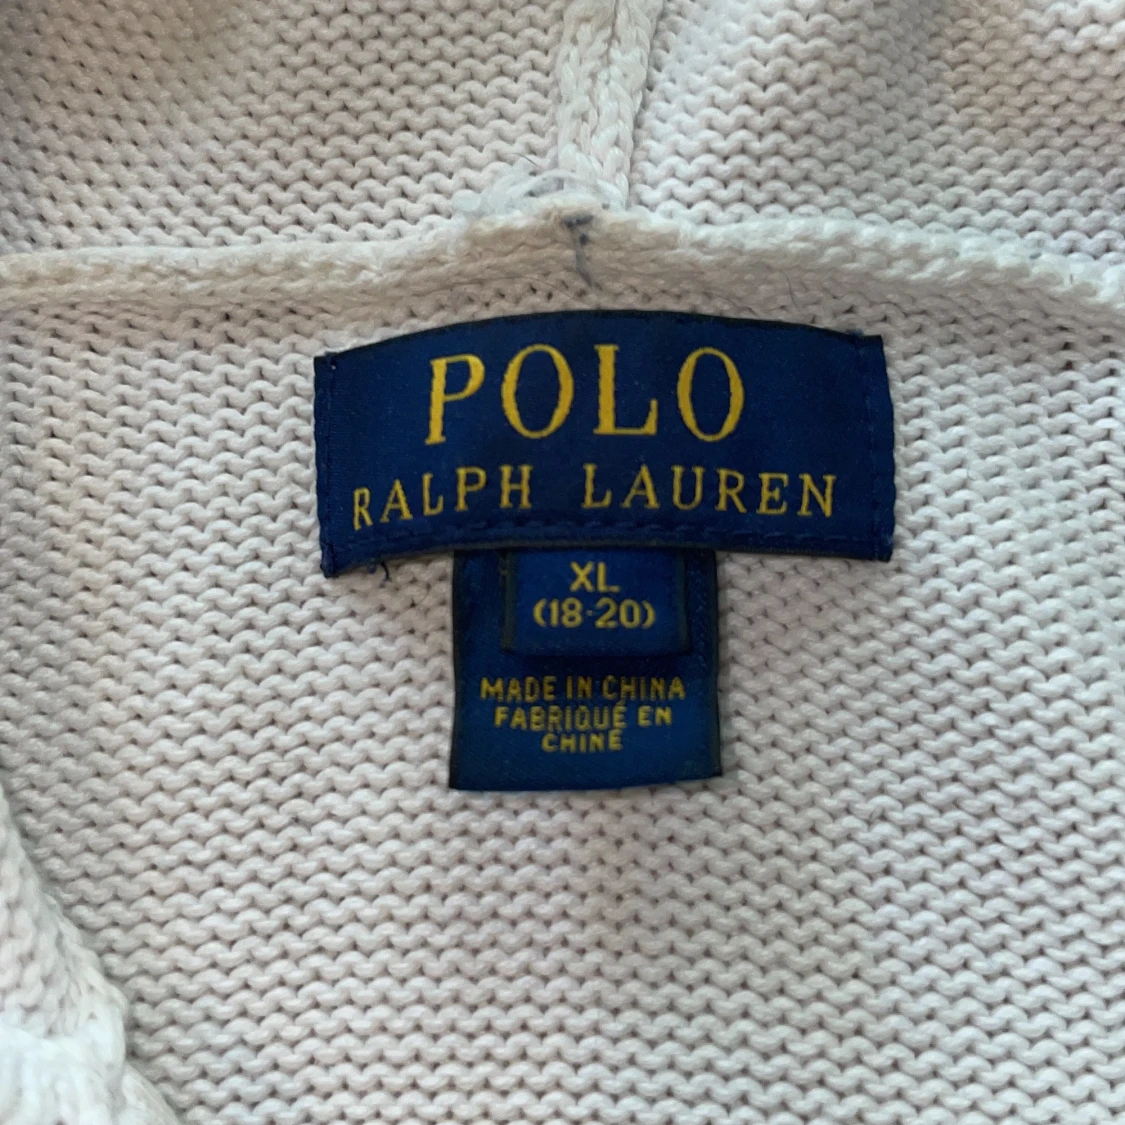 POLO
RALPH LAUREN
XL
(18-20)
MADE IN CHINA
FABRIQUÉ EN
CHINE